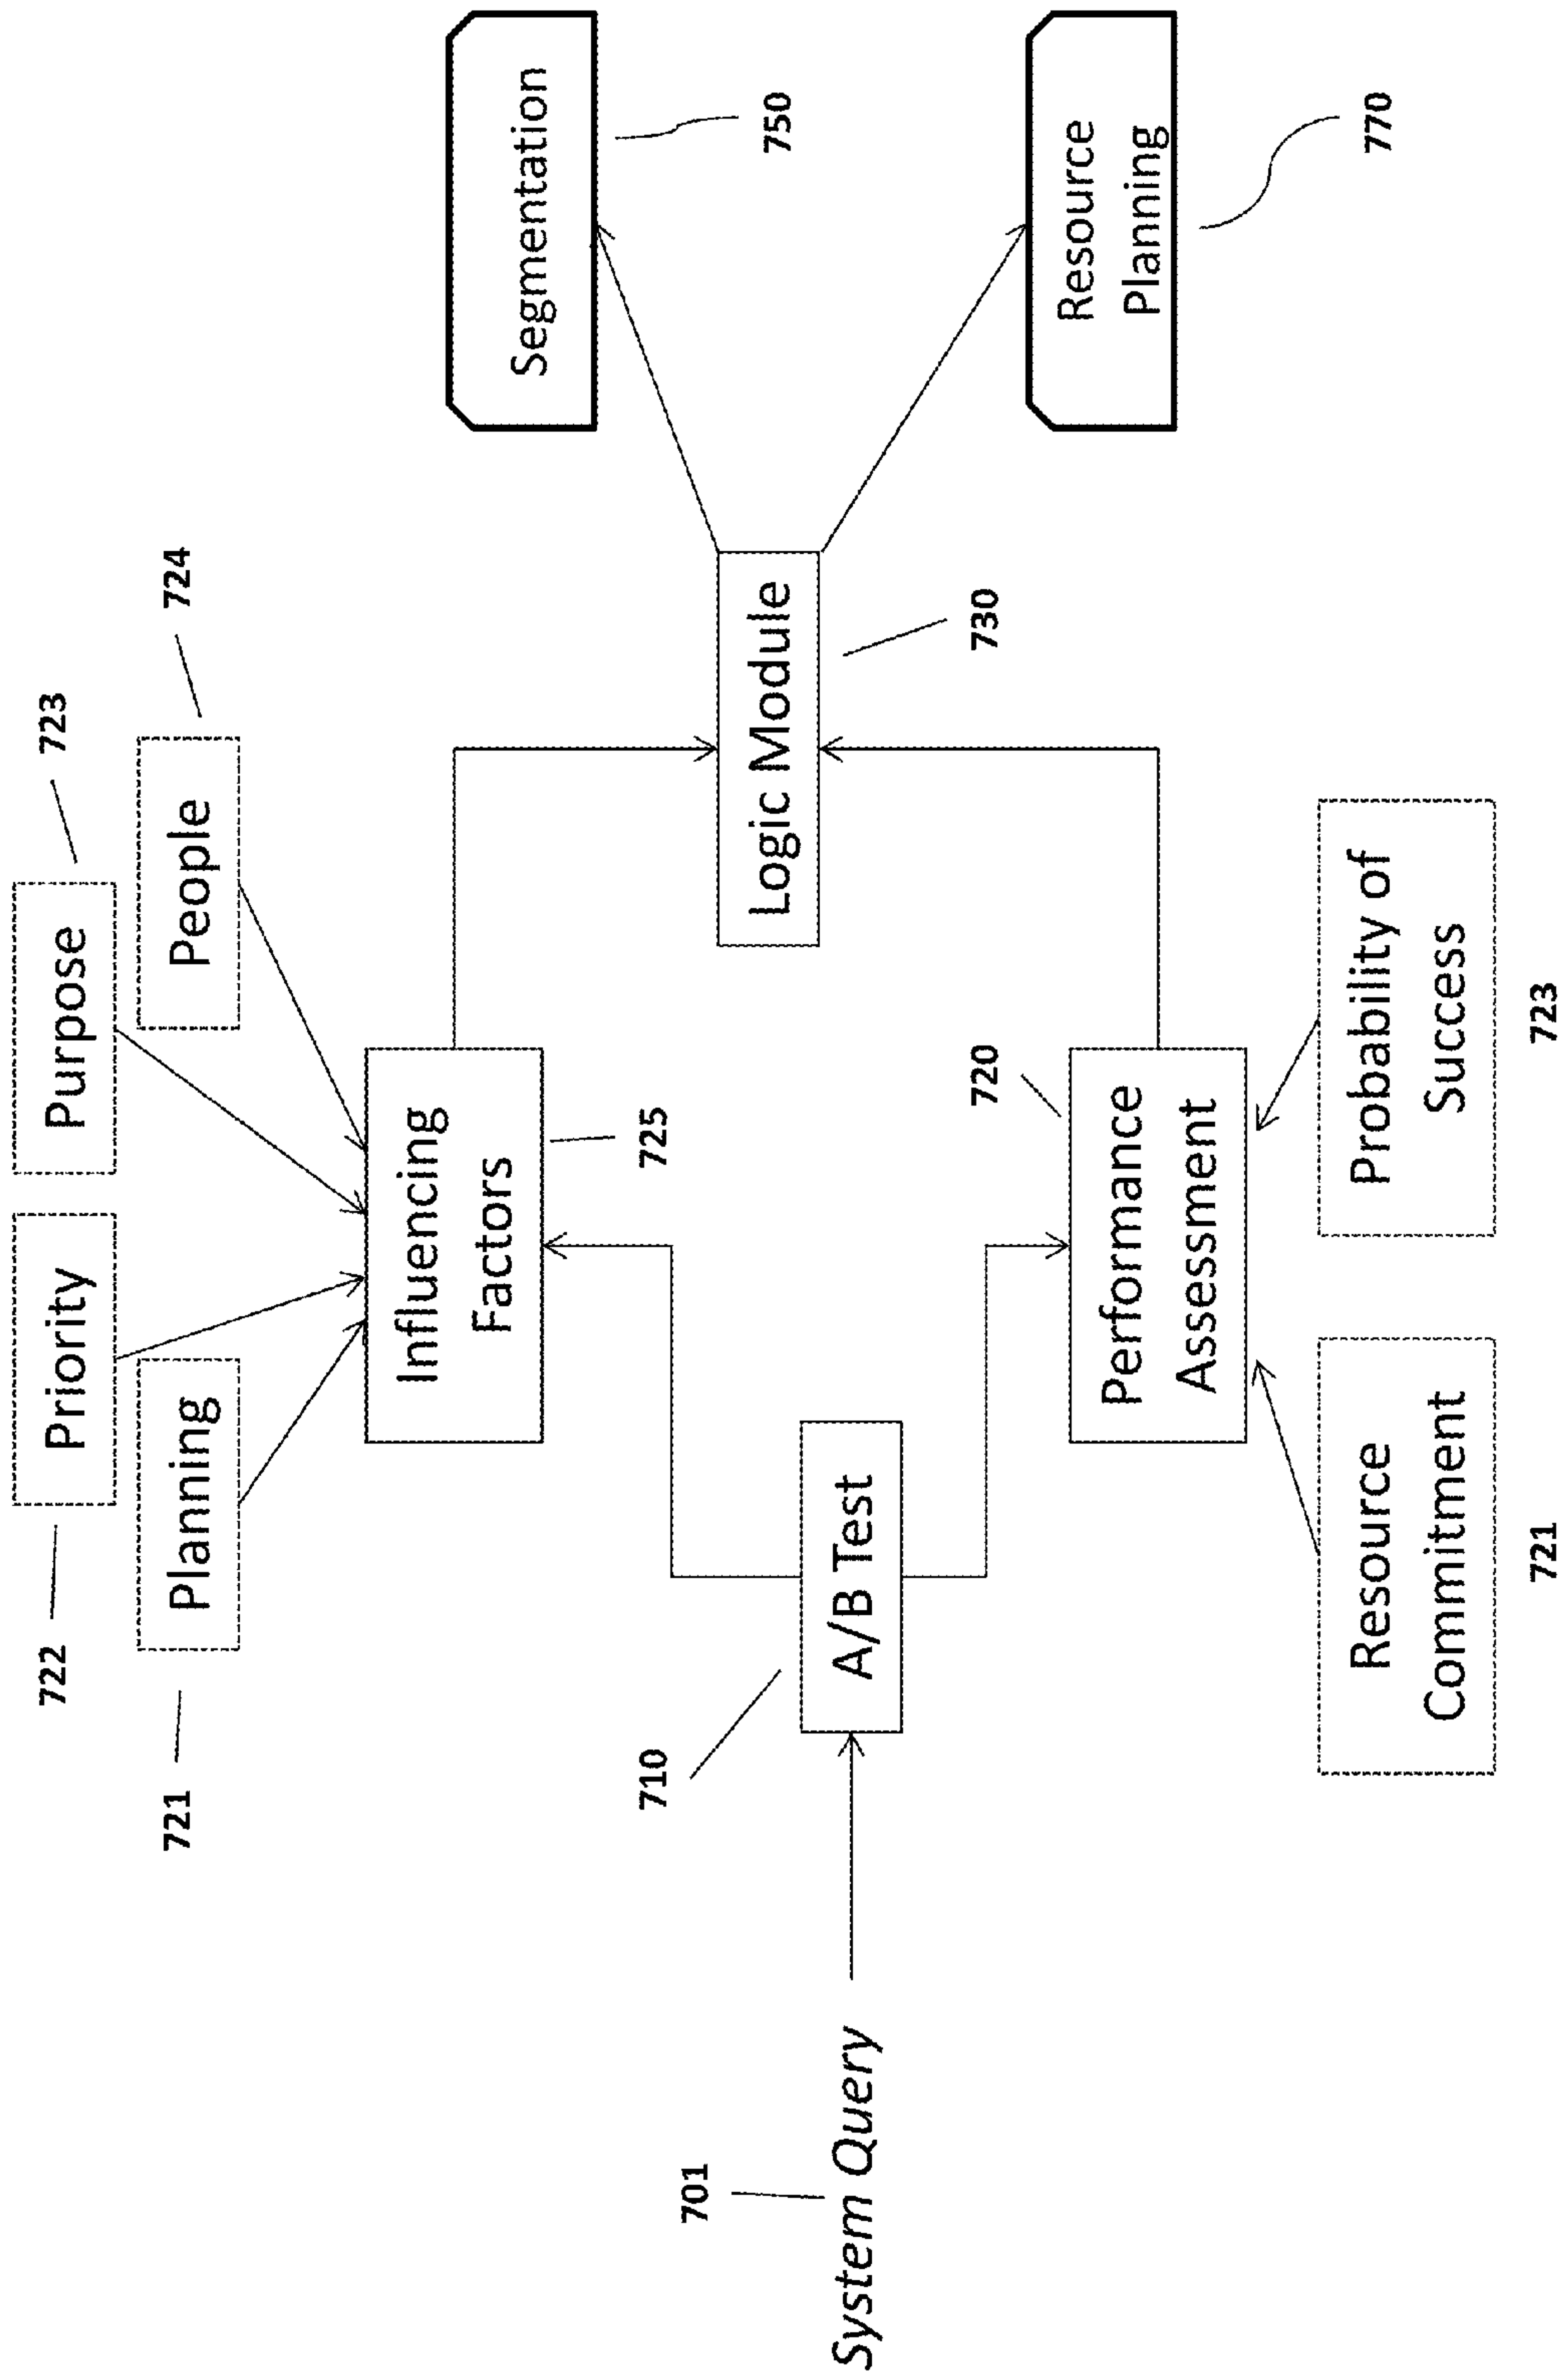 722
Priority
Purpose
723
721
Planning
People
724
Influencing
Factors
725
Segmentation
750
701
System Query
710
A/B Test
Logic Module
730
720
Performance
Assessment
Resource
Planning
770
Resource
Commitment
721
Probability of
Success
723